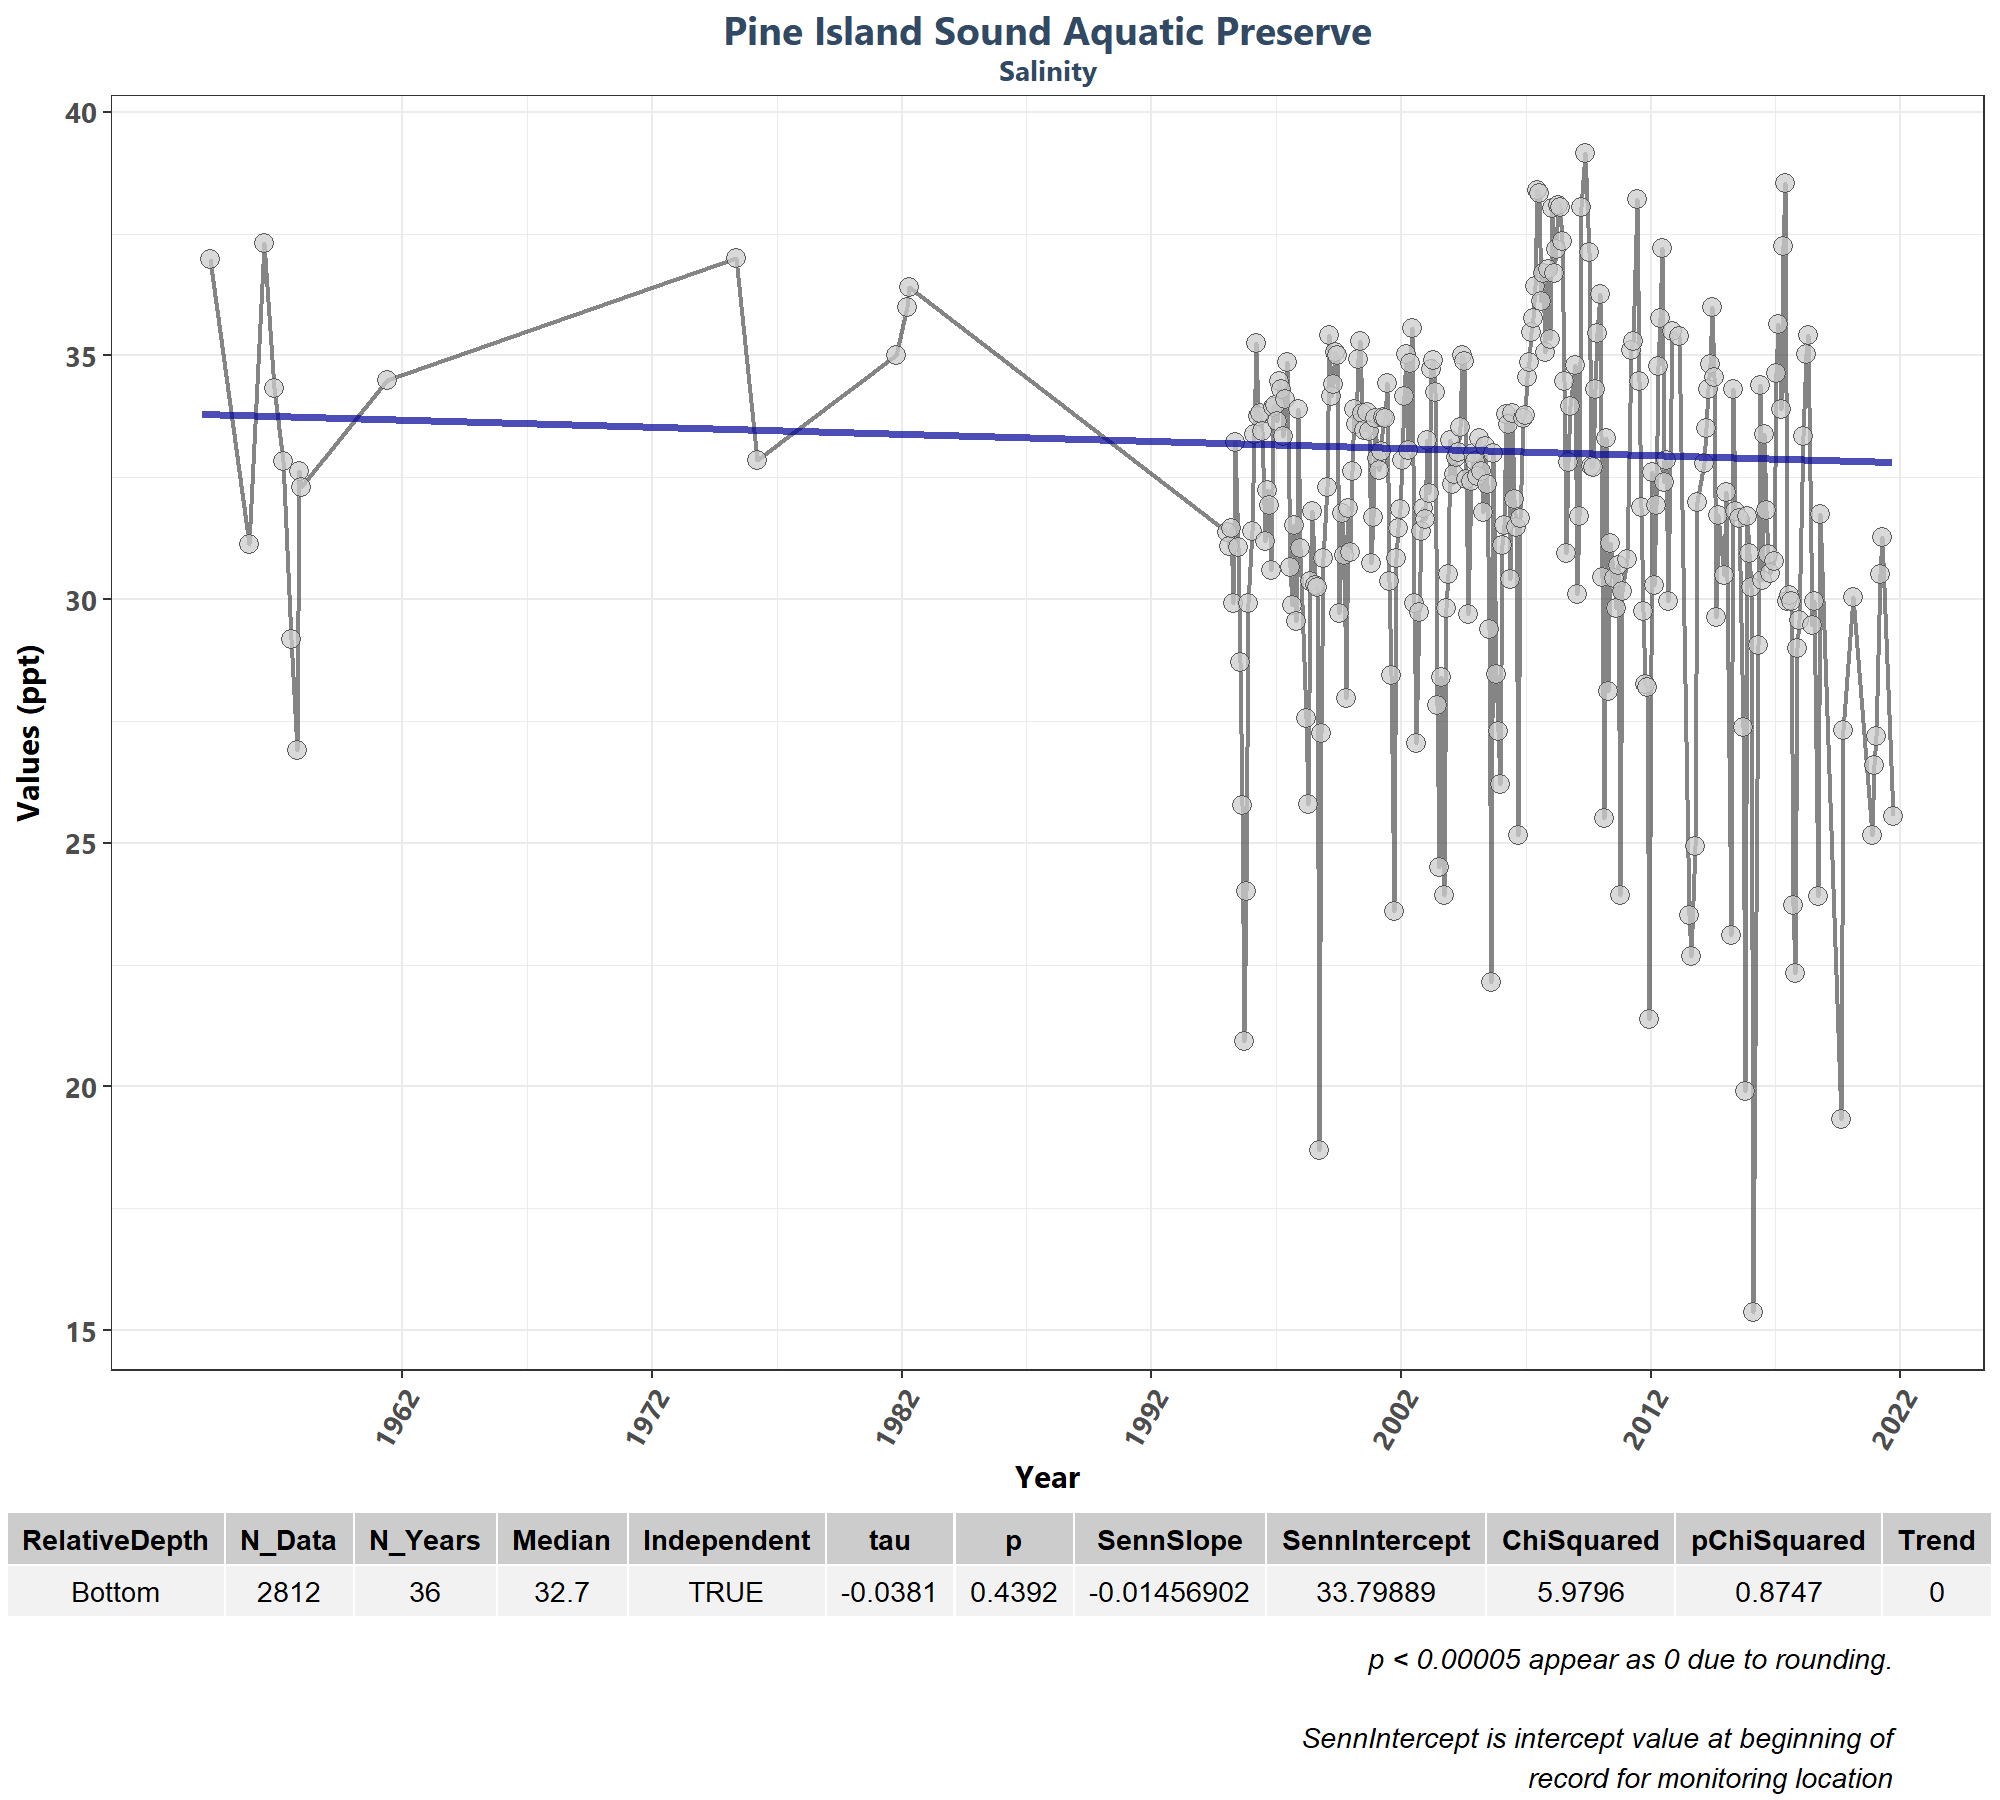 Pine Island Sound Aquatic Preserve
Salinity
40
35
30
25
20
15
Values (ppt)
1962 1972 1982 1992 2002 2012 2022
Year
RelativeDepth N_Data N_Years Median Independent tau p SennSlope SennIntercept ChiSquared pChiSquared Trend
Bottom 2812 36 32.7 TRUE -0.0381 0.4392 -0.01456902 33.79889 5.9796 0.8747 0
p < 0.00005 appear as 0 due to rounding.
SennIntercept is intercept value at beginning of
record for monitoring location